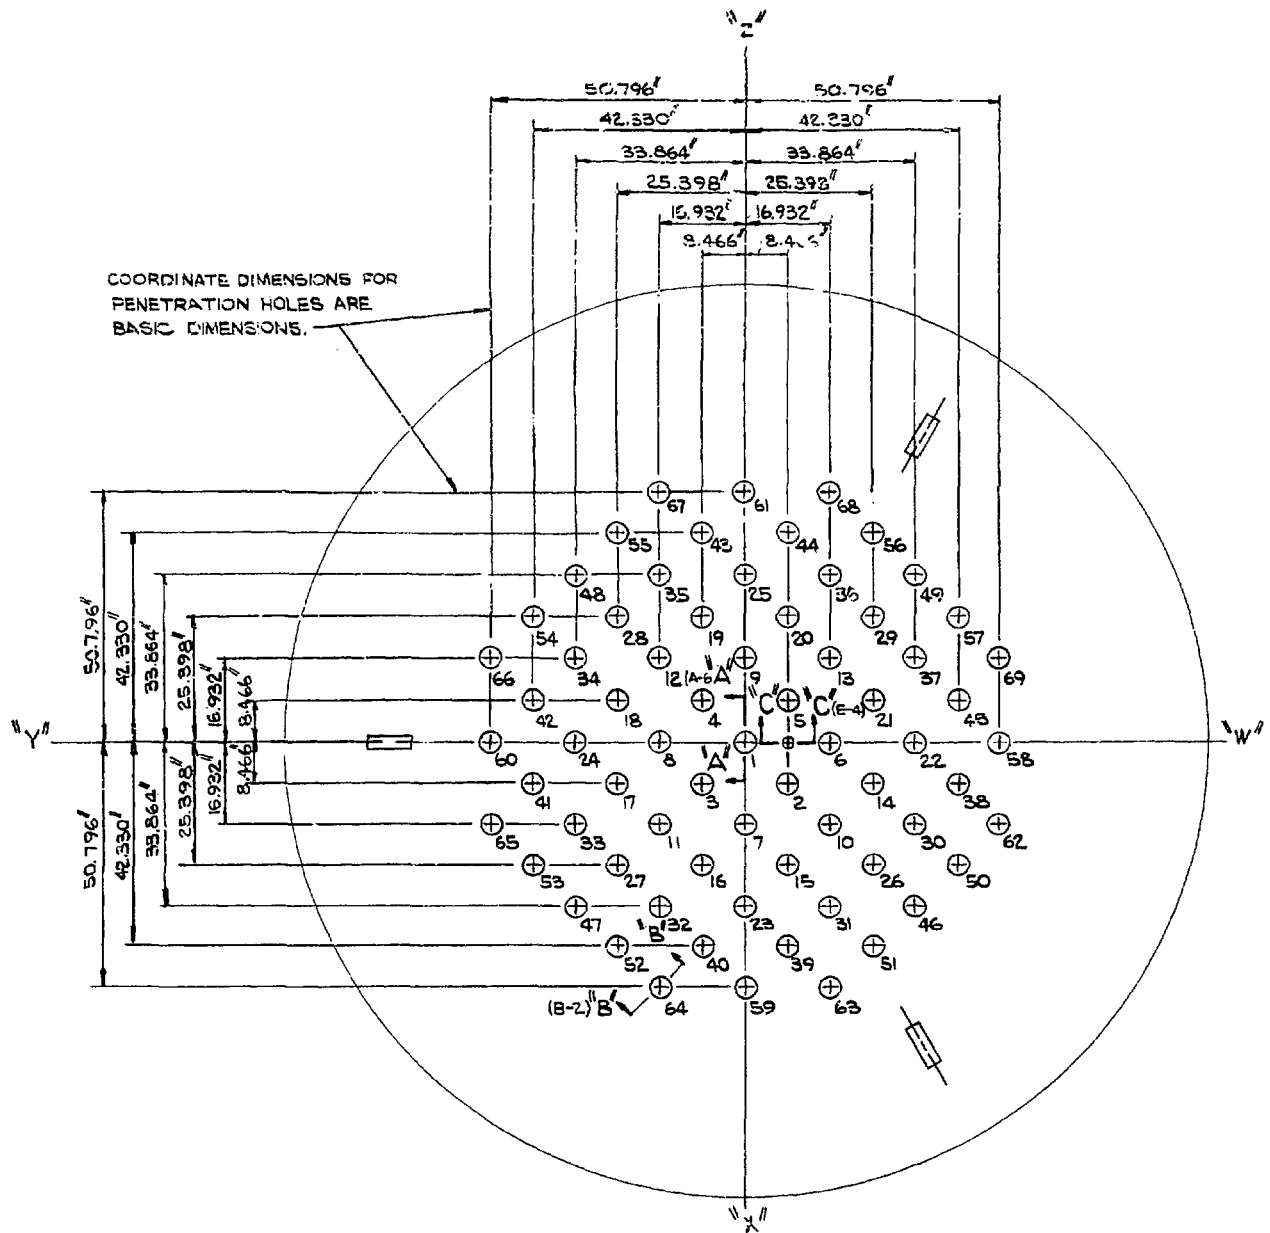 "Z"
50.796" 50.796"
42.330" 42.330"
33.864" 33.864"
25.398" 25.398"
16.932" 16.932"
8.466"
COORDINATE DIMENSIONS FOR
PENETRATION HOLES ARE
BASIC DIMENSIONS.
67 61 68
55 43 44 56
48 35 25 36 49
54 28 19 20 29 57
66 34 12 (A-6) "A" 9 13 37 69
42 18 4 "C" 5 "C" (E-4) 21
"Y" 60 24 8 "A" 1 6 22 58 "W"
41 17 3 2 14 38
65 33 11 7 10 30 62
53 27 16 15 26 50
47 "B" 32 23 31 46
52 40 39 51
(B-2) "B" 64 59 63
50.796"
42.330"
33.864"
25.398"
16.932"
8.466"
8.466"
16.932"
25.398"
33.864"
42.330"
50.796"
"X"